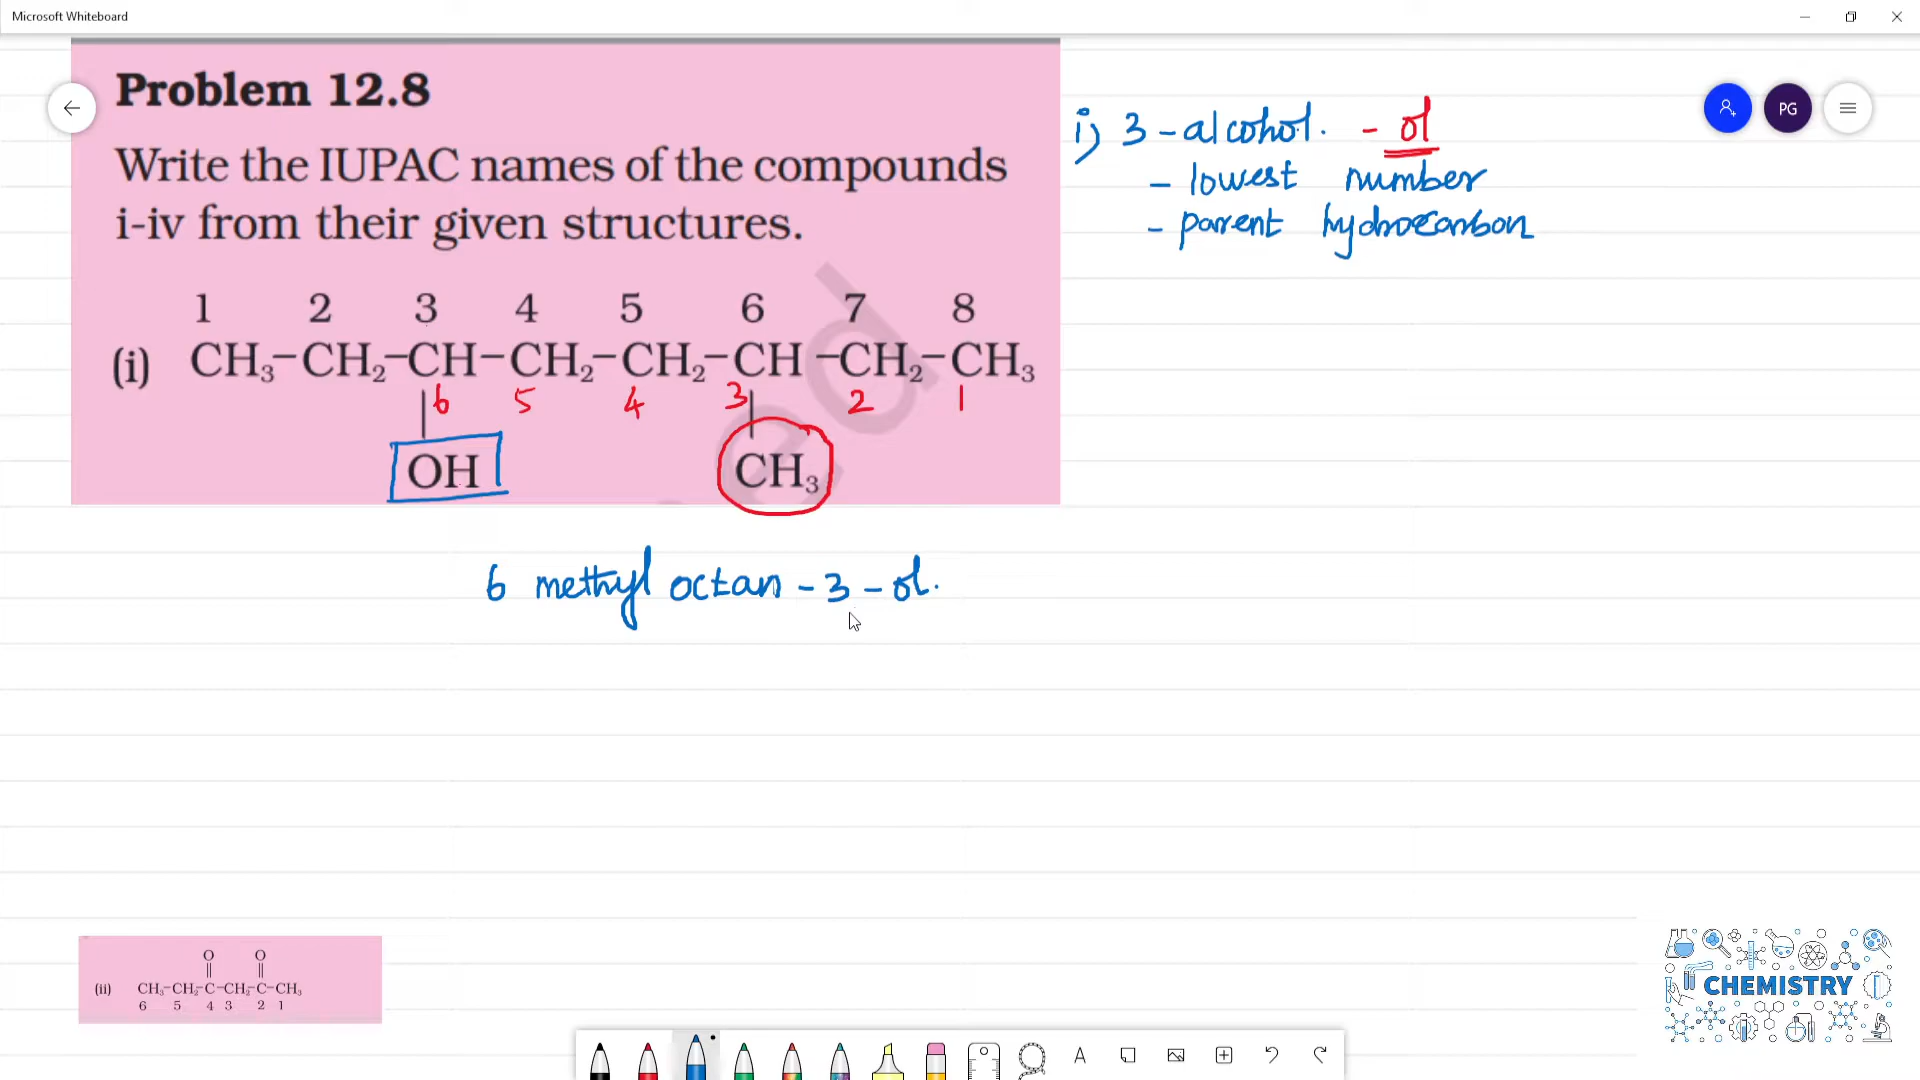 Microsoft Whiteboard
Problem 12.8
Write the IUPAC names of the compounds
i-iv from their given structures.
1 2 3 4 5 6 7 8
(i) CH₃−CH₂−CH−CH₂−CH₂−CH−CH₂−CH₃
6 5 4 3 2 1
OH CH₃
i) 3-alcohol. - ol
- lowest number
- parent hydrocarbon
PG
6 methyl octan - 3 - ol.
O O
(ii) CH₃−CH₂−C−CH₂−C−CH₃
6 5 4 3 2 1
CHEMISTRY
A